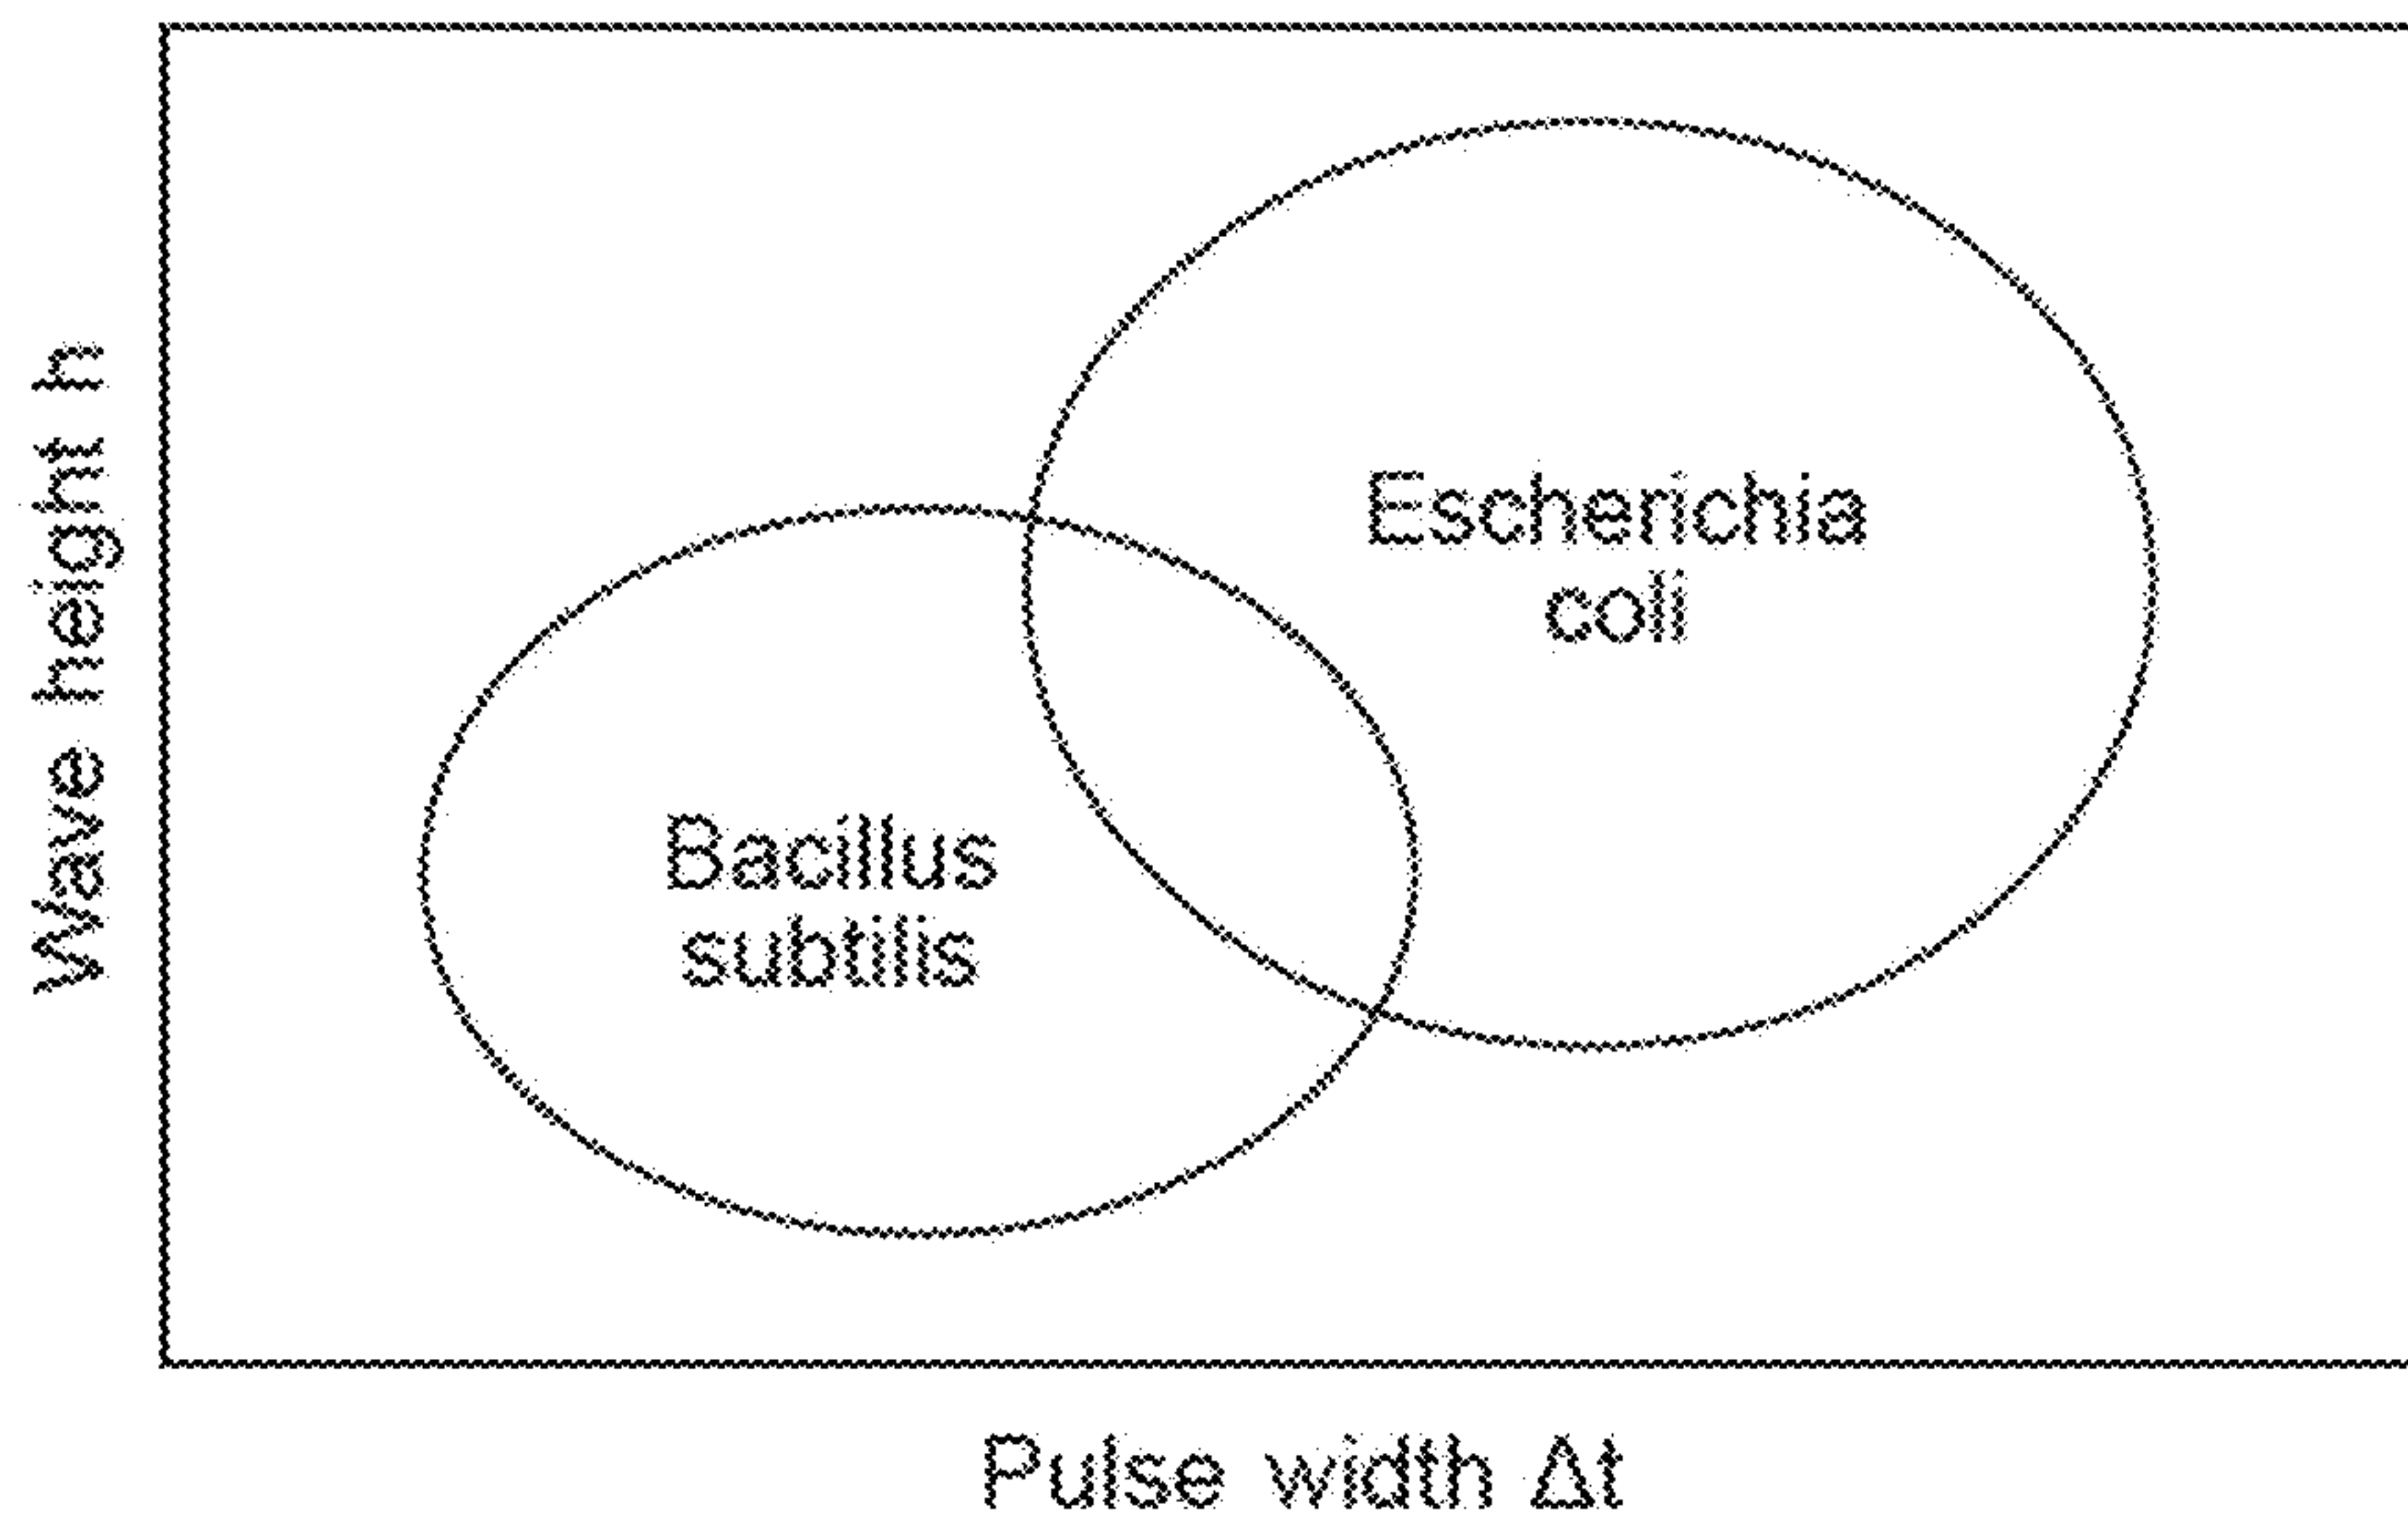 Wave height h
Escherichia
coli
Bacillus
subtilis
Pulse width Δt